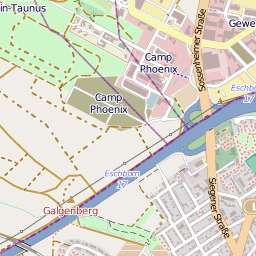 in-Taunus
Gewe
Camp
Phoenix
Sossenheimer Straße
Camp
Phoenix
Eschborn
17
Eschborn
17
Galgenberg
Siegener Straße
L